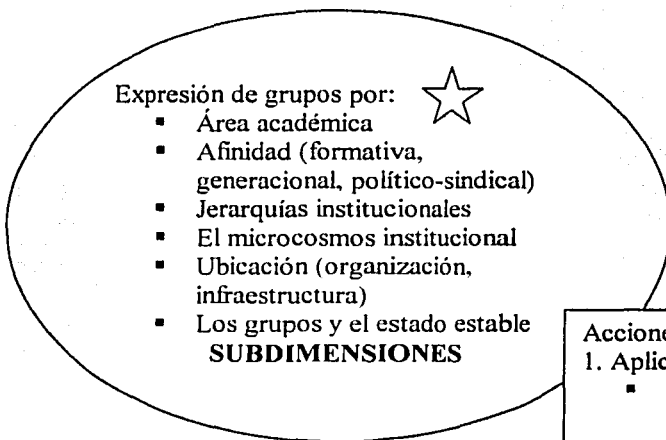 Expresión de grupos por:
▪ Área académica
▪ Afinidad (formativa,
generacional, político-sindical)
▪ Jerarquías institucionales
▪ El microcosmos institucional
▪ Ubicación (organización,
infraestructura)
▪ Los grupos y el estado estable
SUBDIMENSIONES
Accione
1. Aplic
▪